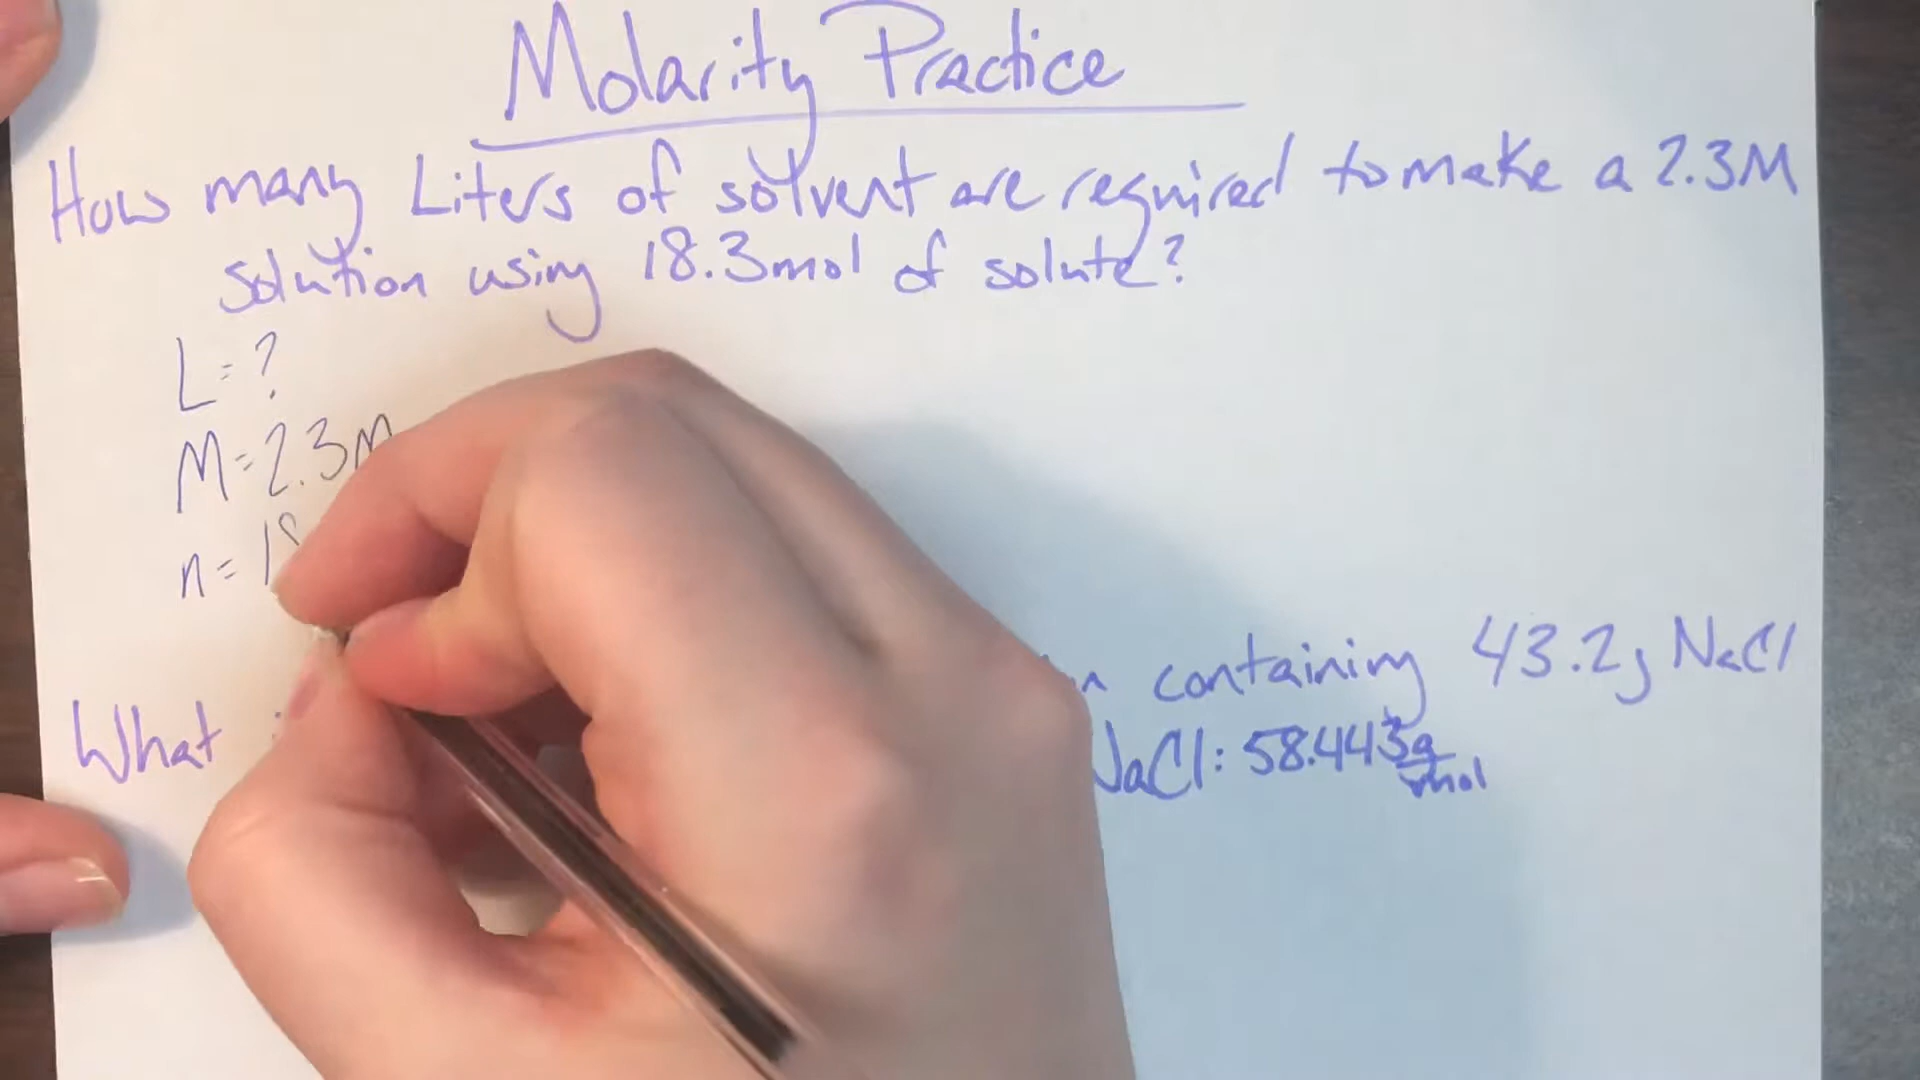 Molarity Practice
How many Liters of solvent are required to make a 2.3M
solution using 18.3mol of solute?
L=?
M=2.3M
n=18
What
containing 43.2g NaCl
NaCl: 58.443g/mol